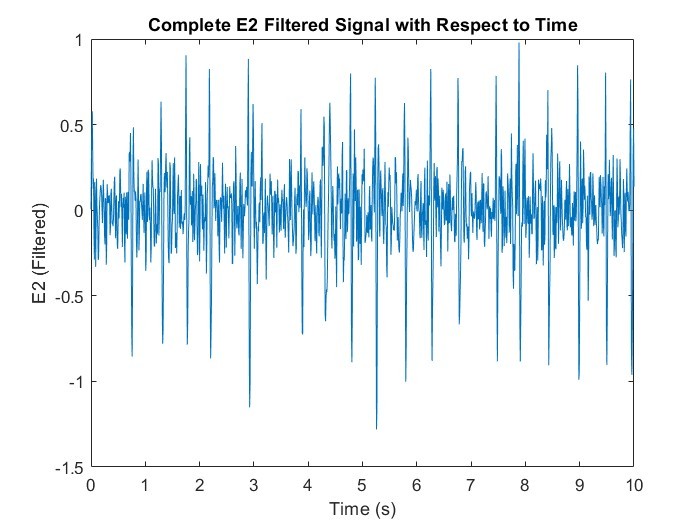 Complete E2 Filtered Signal with Respect to Time
1
0.5
0
-0.5
-1
-1.5
E2 (Filtered)
0 1 2 3 4 5 6 7 8 9 10
Time (s)